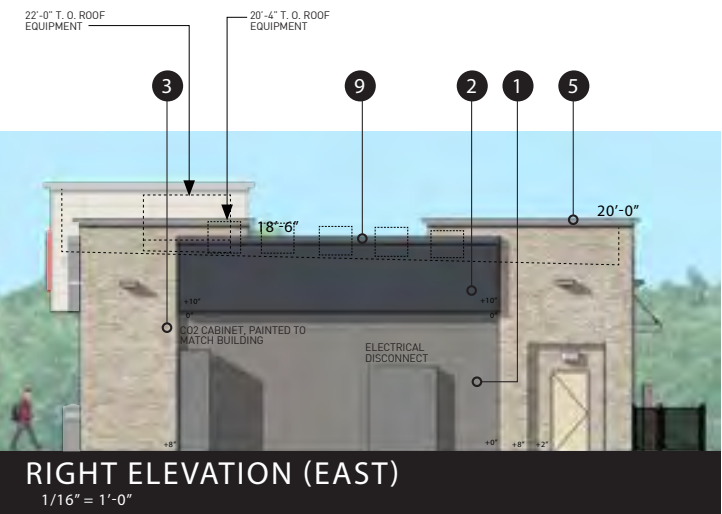 22'-0" T. O. ROOF
EQUIPMENT
20'-4" T. O. ROOF
EQUIPMENT
3
9
2
1
5
18'-6"
20'-0"
+10"
0"
+10"
0"
CO2 CABINET, PAINTED TO
MATCH BUILDING
ELECTRICAL
DISCONNECT
+8"
+0"
+8"
+2"
RIGHT ELEVATION (EAST)
1/16" = 1'-0"